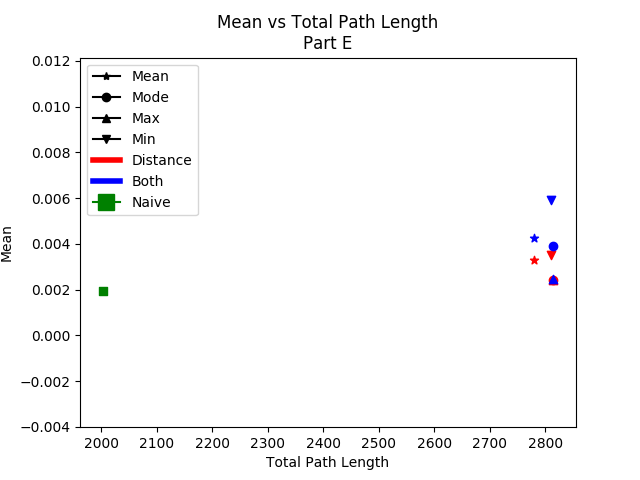 Mean vs Total Path Length
Part E
Mean
Mode
Max
Min
Distance
Both
Naive
0.012
0.010
0.008
0.006
0.004
0.002
0.000
−0.002
−0.004
Mean
2000 2100 2200 2300 2400 2500 2600 2700 2800
Total Path Length